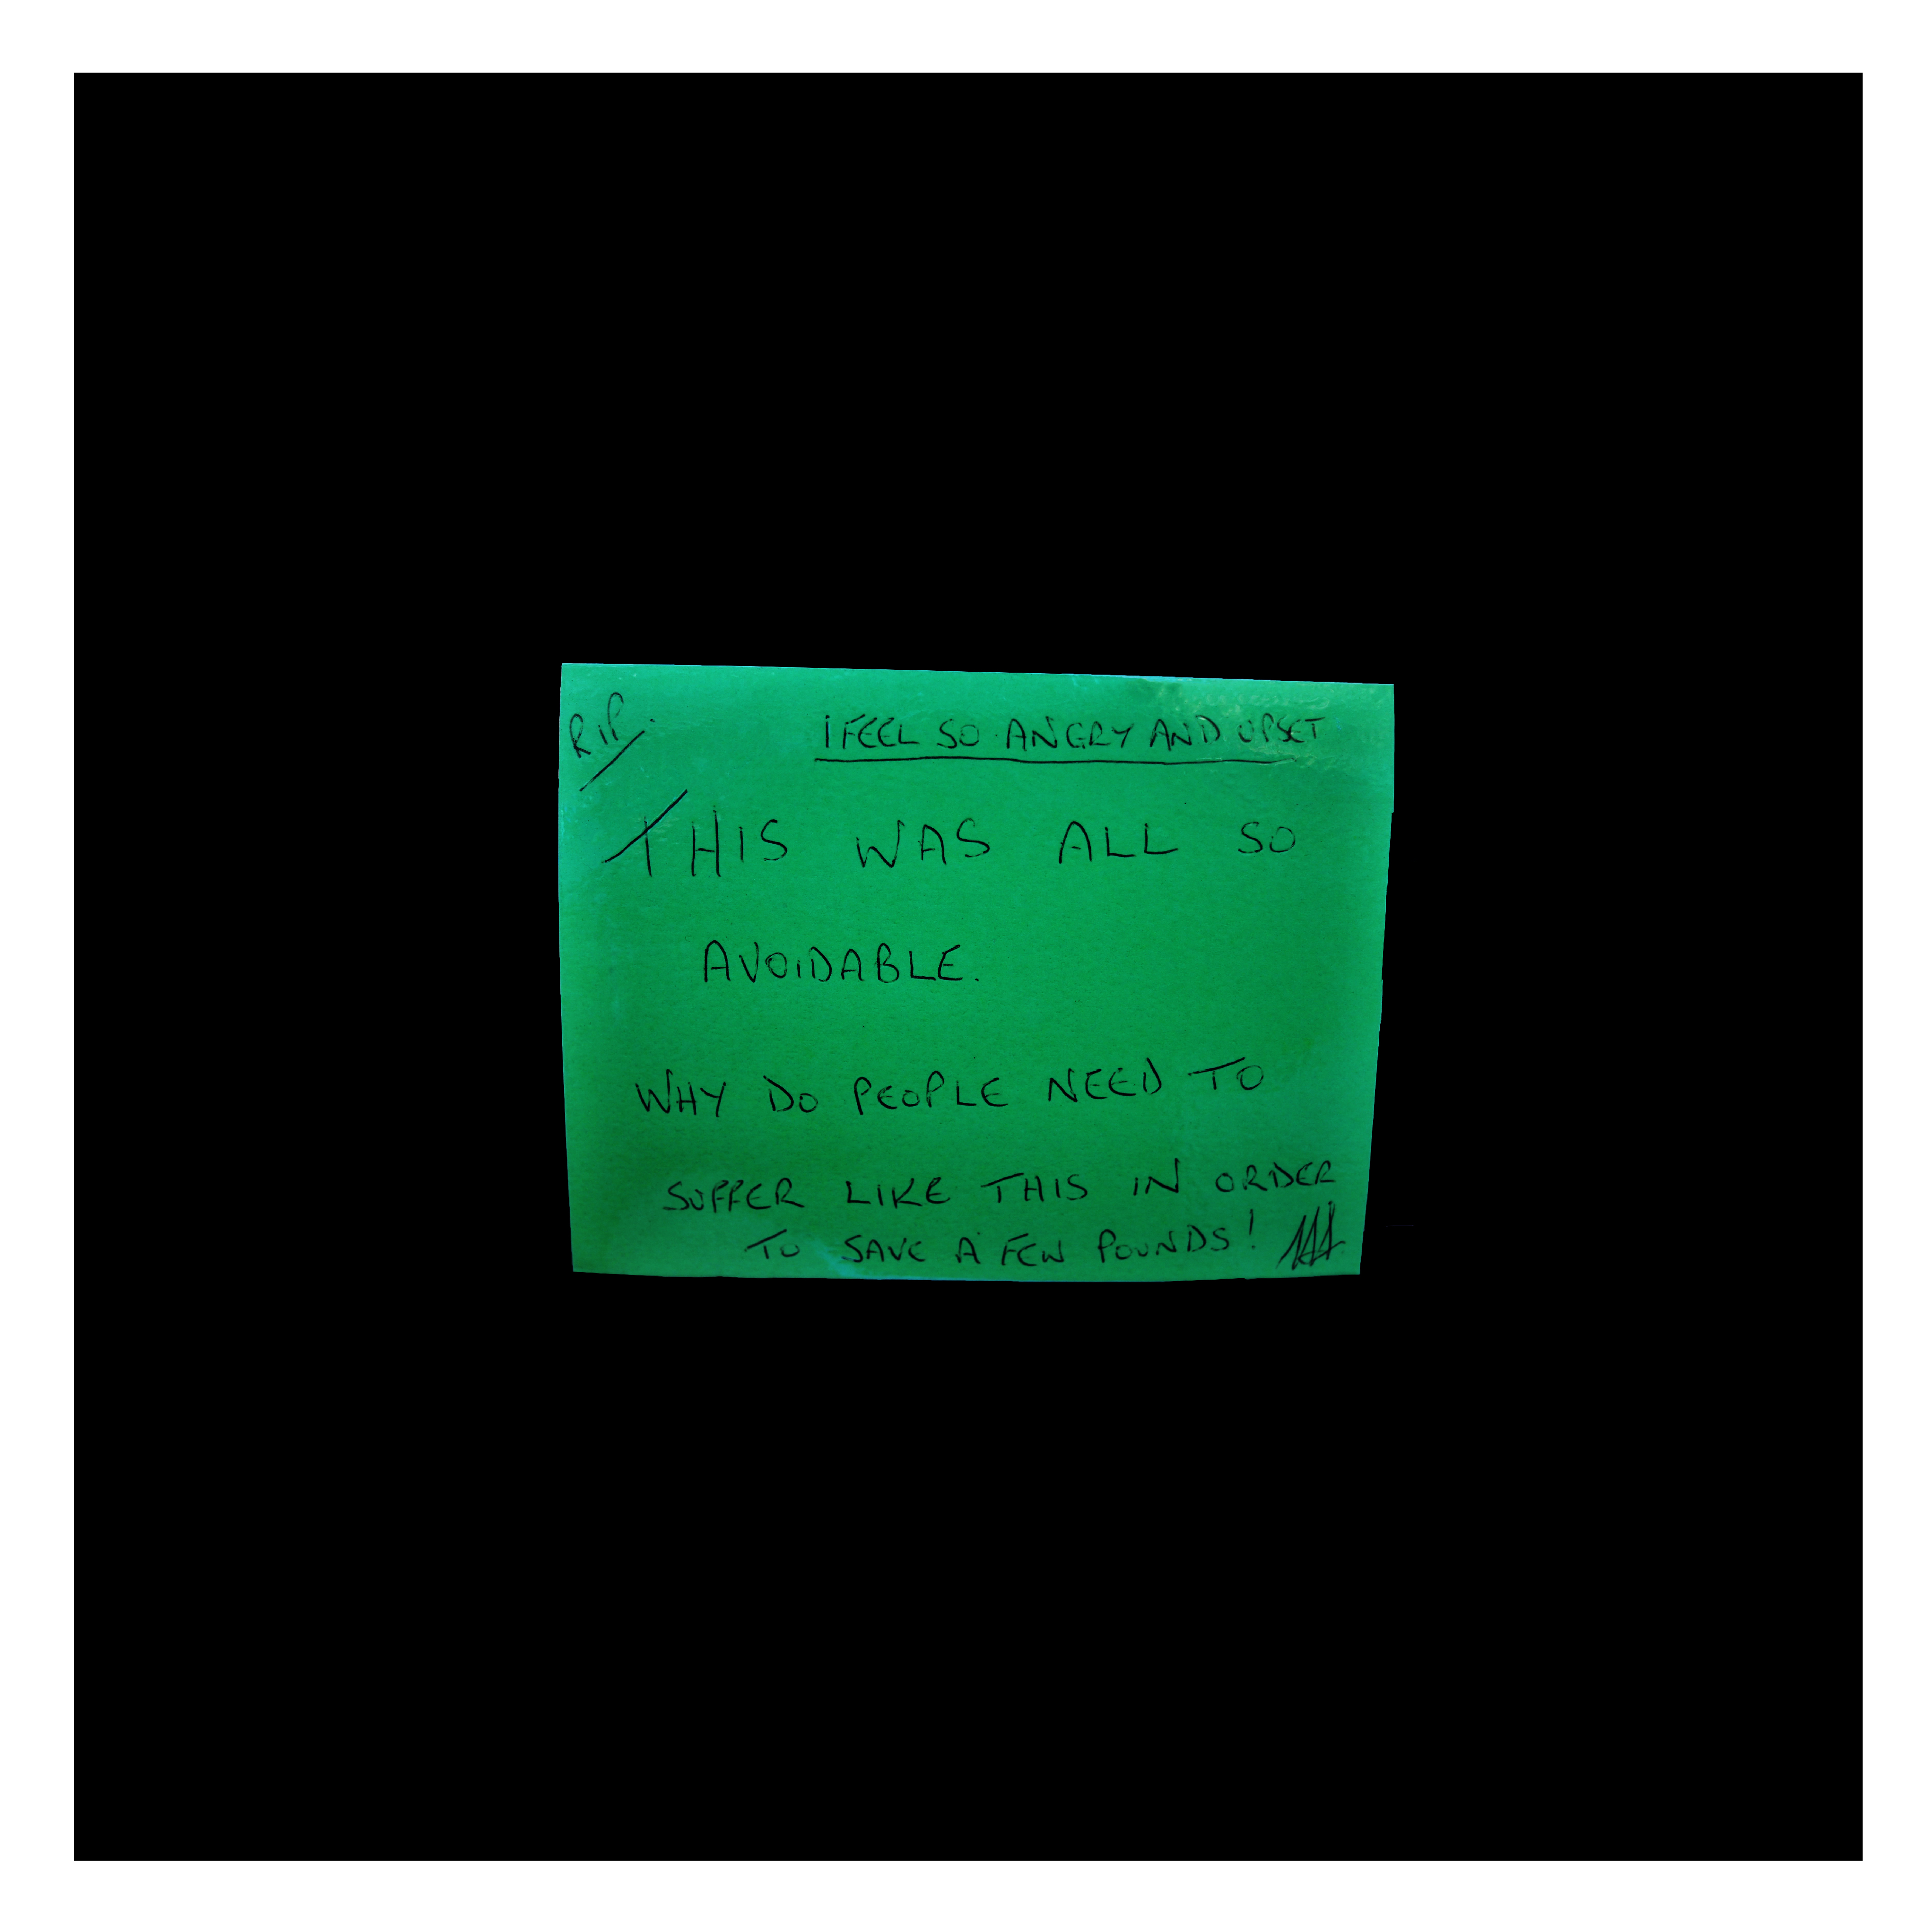 RIP.
I FEEL SO ANGRY AND UPSET
THIS WAS ALL SO
AVOIDABLE.
WHY DO PEOPLE NEED TO
SUFFER LIKE THIS IN ORDER
TO SAVE A FEW POUNDS!